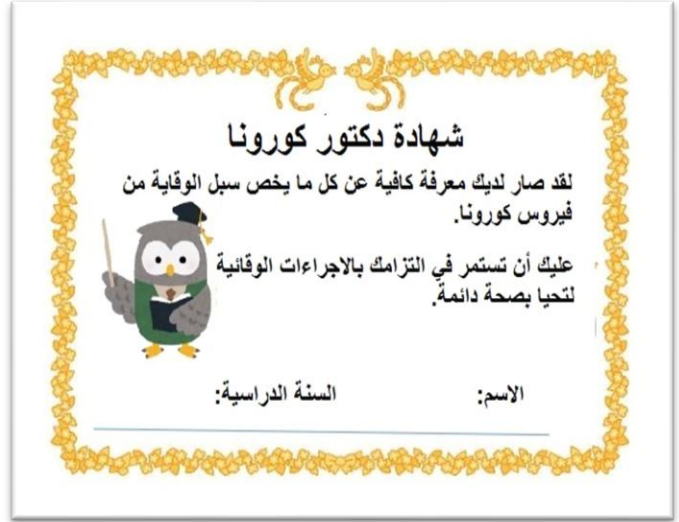 شهادة دكتور كورونا
لقد صار لديك معرفة كافية عن كل ما يخص سبل الوقاية من
فيروس كورونا.
عليك أن تستمر في التزامك بالاجراءات الوقائية
لتحيا بصحة دائمة.
الاسم: السنة الدراسية: